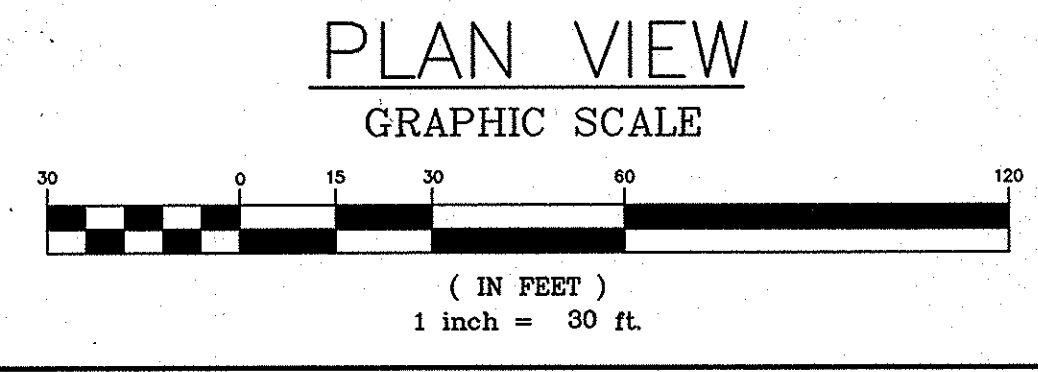 PLAN VIEW
GRAPHIC SCALE
30 0 15 30 60 120
( IN FEET )
1 inch = 30 ft.